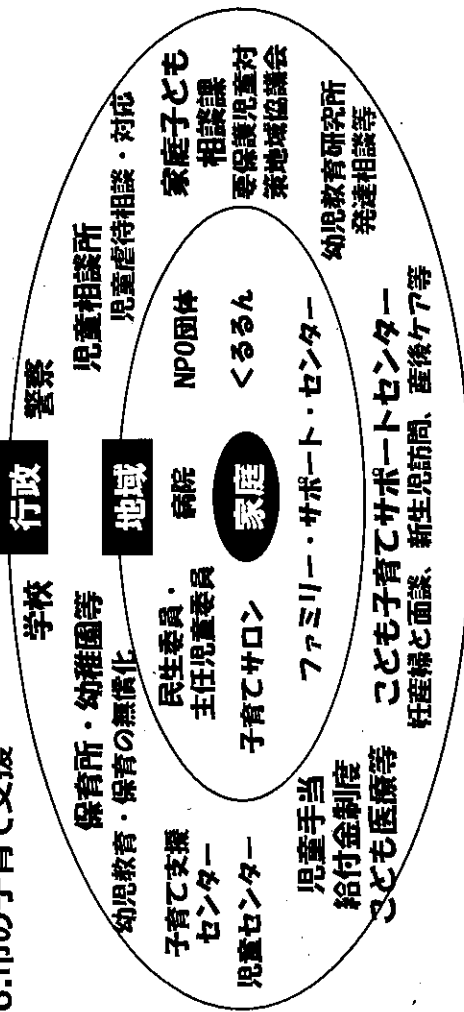 の子育て支援
行政
学校
警察
保育所・幼稚園等
幼児教育・保育の無償化
児童相談所
児童虐待相談・対応
地域
民生委員・
主任児童委員
病院
NPO団体
子育て支援
センター
家庭子ども
相談課
子育てサロン
家庭
くるるん
児童センター
要保護児童対
策地域協議会
ファミリー・サポート・センター
児童手当
給付金制度
こども医療等
幼児教育研究所
発達相談等
こども子育てサポートセンター
妊産婦と面談、新生児訪問、産後ケア等